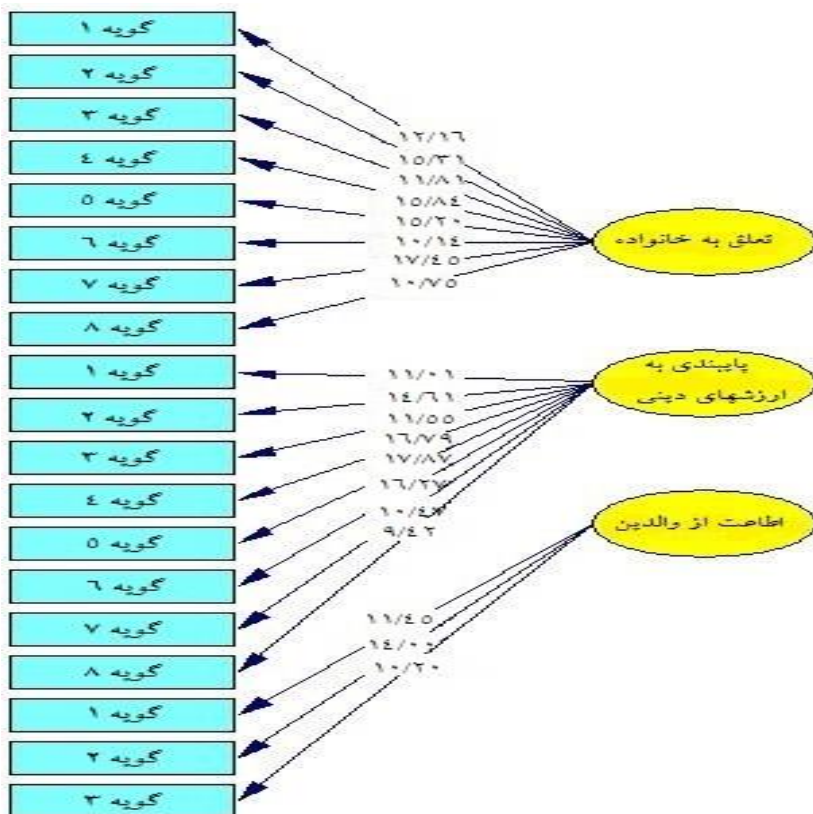 گویه ۱
گویه ۲
گویه ۳
گویه ٤
گویه ٥
گویه ٦
گویه ۷
گویه ۸
گویه ۱
گویه ۲
گویه ۳
گویه ٤
گویه ٥
گویه ٦
گویه ۷
گویه ۸
گویه ۱
گویه ۲
گویه ۳
۱۲/۱٦
۱٥/۳۱
۱۱/۸۱
۱٥/۸٤
۱٥/۲۰
۱۰/۱٤
۱۷/٤٥
۱۰/۷٥
۱۱/۰۱
۱٤/٦۱
۱۱/٥٥
۱٦/۷۹
۱۷/۸۷
۱٦/۲۷
۱۰/٤۷
۹/٤۲
۱۱/٤٥
۱٤/۰۰
۱۰/۲۰
تعلق به خانواده
پایبندی به
ارزشهای دینی
اطاعت از والدین